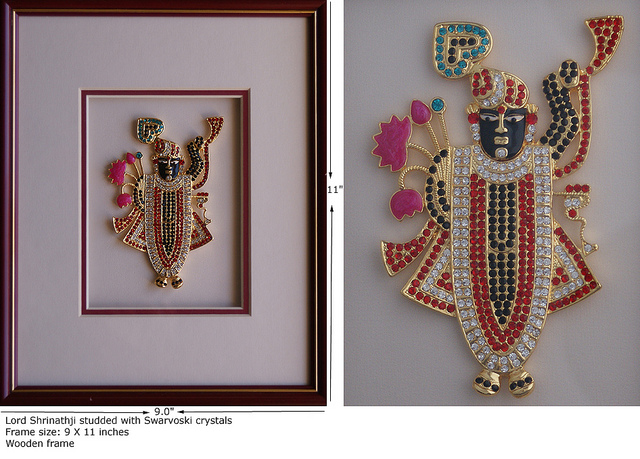 11"
9.0"
Lord Shrinathji studded with Swarvoski crystals
Frame size: 9 X 11 inches
Wooden frame